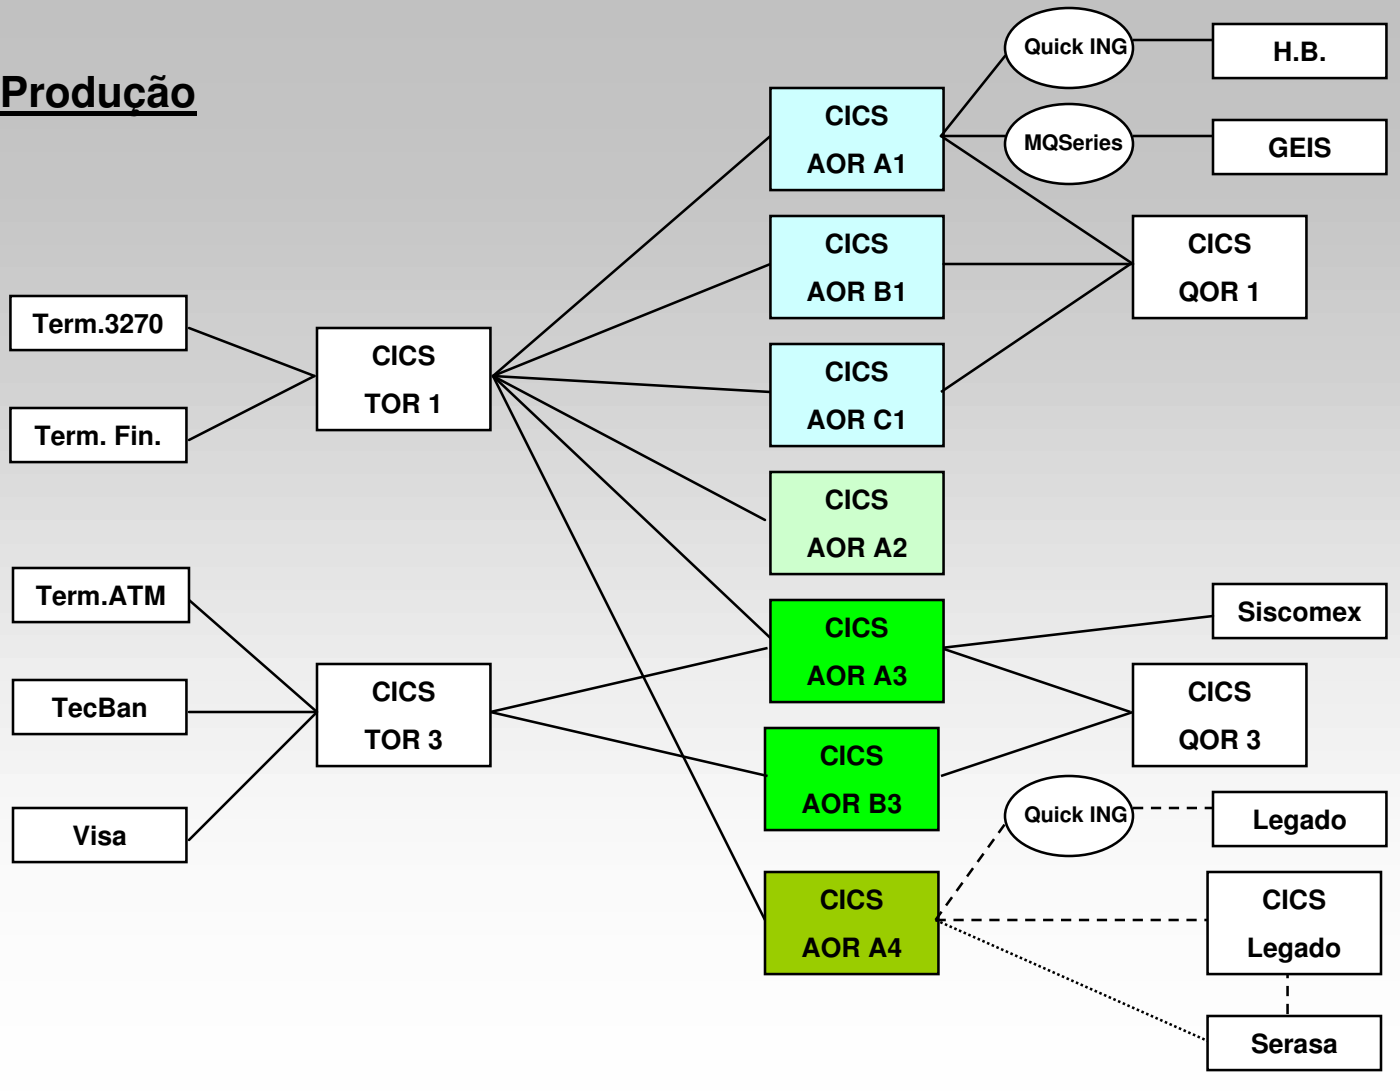 Produção
Quick ING
H.B.
MQSeries
GEIS
CICS
AOR A1
CICS
AOR B1
CICS
QOR 1
Term.3270
CICS
TOR 1
CICS
AOR C1
Term. Fin.
CICS
AOR A2
Term.ATM
CICS
AOR A3
Siscomex
TecBan
CICS
TOR 3
CICS
QOR 3
CICS
AOR B3
Visa
Quick ING
Legado
CICS
AOR A4
CICS
Legado
Serasa